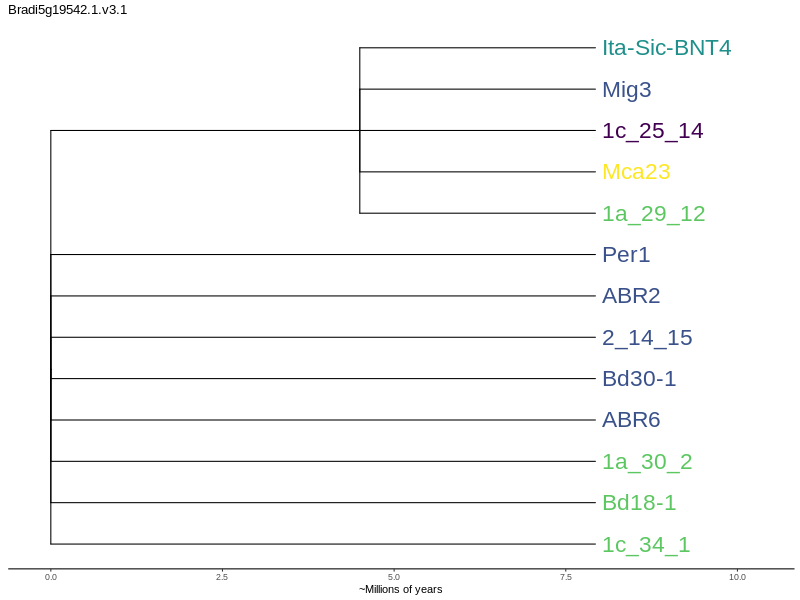 Bradi5g19542.1.v3.1
Ita-Sic-BNT4
Mig3
1c_25_14
Mca23
1a_29_12
Per1
ABR2
2_14_15
Bd30-1
ABR6
1a_30_2
Bd18-1
1c_34_1
0.0 2.5 5.0 7.5 10.0
~Millions of years